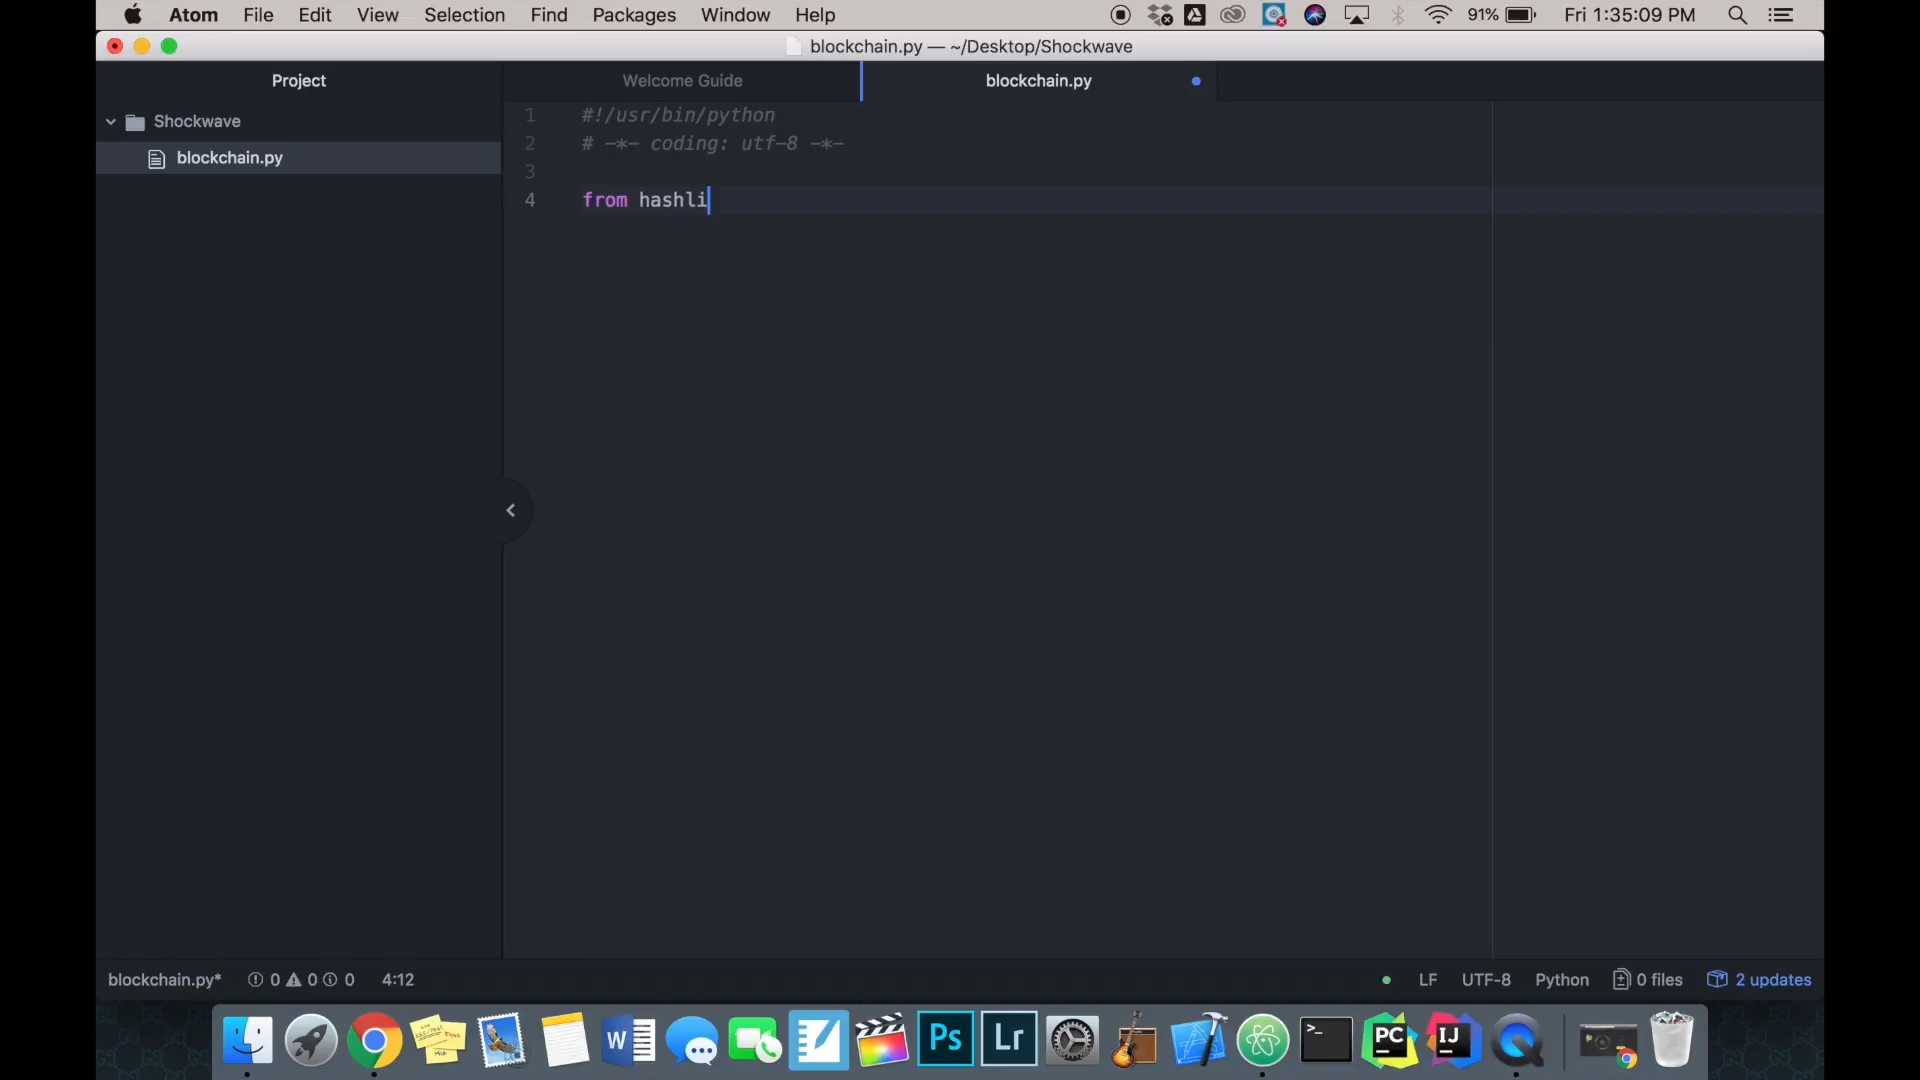 Atom File Edit View Selection Find Packages Window Help 91% Fri 1:35:09 PM
blockchain.py — ~/Desktop/Shockwave
Project Welcome Guide blockchain.py
Shockwave
blockchain.py
1 #!/usr/bin/python
2 # -*- coding: utf-8 -*-
3
4 from hashli
blockchain.py* 0 0 0 4:12 LF UTF-8 Python 0 files 2 updates
W Ps Lr >_ PC IJ